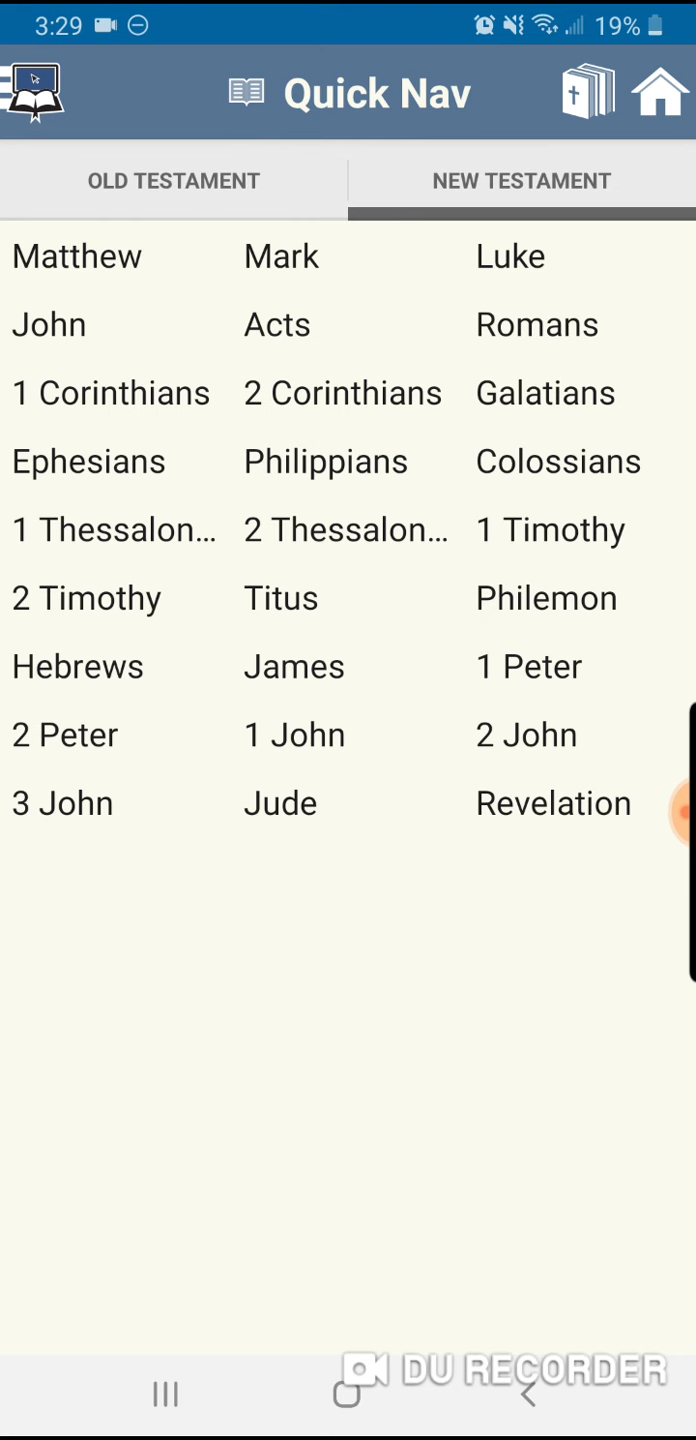 3:29 19%
Quick Nav
OLD TESTAMENT NEW TESTAMENT
Matthew Mark Luke
John Acts Romans
1 Corinthians 2 Corinthians Galatians
Ephesians Philippians Colossians
1 Thessalon... 2 Thessalon... 1 Timothy
2 Timothy Titus Philemon
Hebrews James 1 Peter
2 Peter 1 John 2 John
3 John Jude Revelation
DU RECORDER